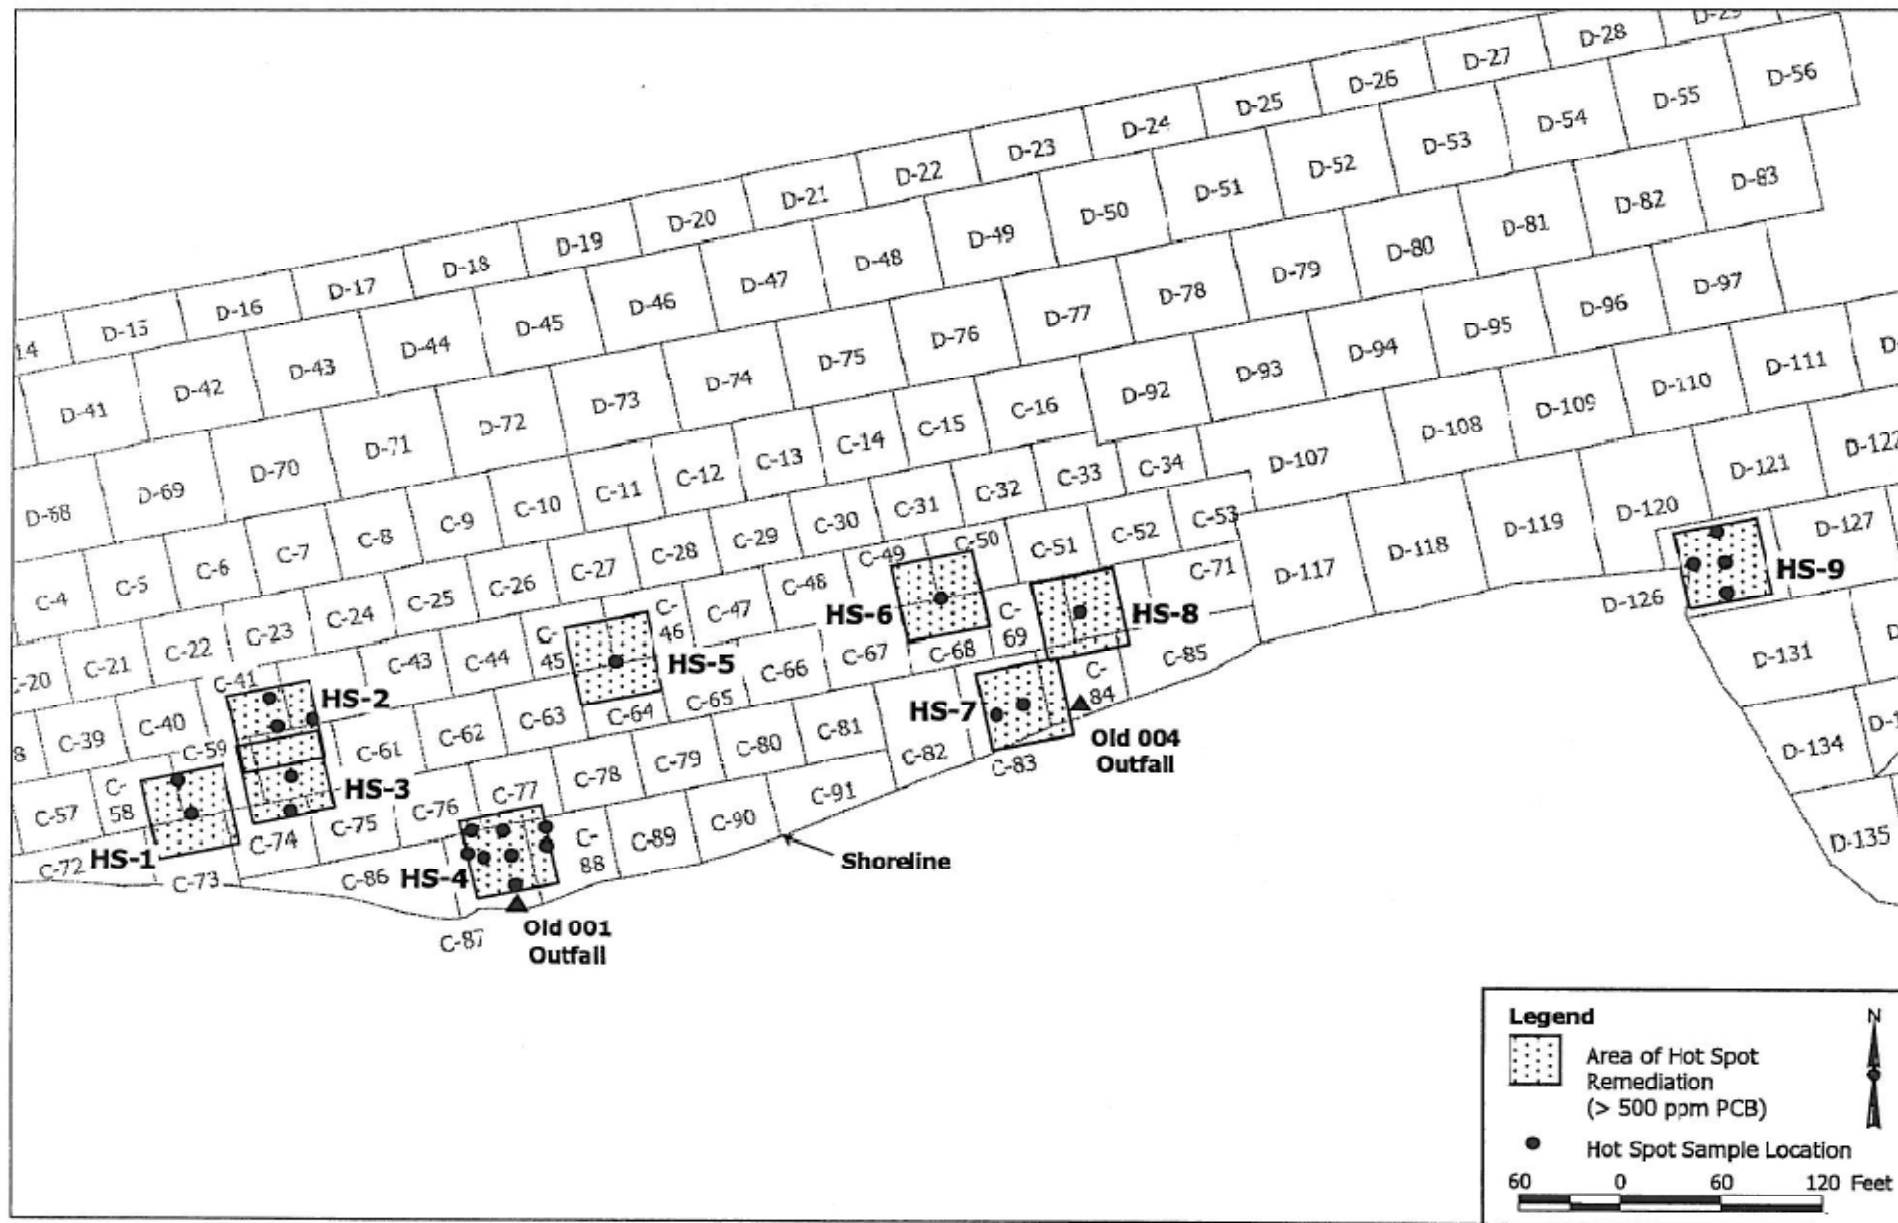 D-28
D-27
D-26
D-25
D-24
D-23
D-22
D-21
D-20
D-19
D-18
D-17
D-16
D-15
14
D-56
D-55
D-54
D-53
D-52
D-51
D-50
D-49
D-48
D-47
D-46
D-45
D-44
D-43
D-42
D-41
D-83
D-82
D-81
D-80
D-79
D-78
D-77
D-76
D-75
D-74
D-73
D-72
D-71
D-70
D-69
D-68
D-97
D-96
D-95
D-94
D-93
D-92
C-16
C-15
C-14
C-13
C-12
C-11
C-10
C-9
C-8
C-7
C-6
C-5
C-4
D-111
D-110
D-109
D-108
D-107
C-34
C-33
C-32
C-31
C-30
C-29
C-28
C-27
C-26
C-25
C-24
C-23
C-22
C-21
C-20
D-122
D-121
D-120
D-119
D-118
D-117
C-53
C-52
C-51
C-50
C-49
C-48
C-47
C-
46
C-
45
C-44
C-43
C-41
C-40
C-39
8
D-127
HS-9
D-126
C-71
HS-8
C-
69
HS-6
C-68
C-67
C-66
C-65
HS-5
C-64
C-63
C-62
C-61
HS-2
C-59
C-
58
C-57
D-131
C-85
C-
84
HS-7
C-83
C-82
C-81
C-80
C-79
C-78
C-77
C-76
HS-3
C-75
C-74
HS-1
C-73
C-72
D-134
D-135
Old 004
Outfall
C-91
C-90
C-89
C-
88
HS-4
C-86
C-87
Shoreline
Old 001
Outfall
Legend
N
Area of Hot Spot
Remediation
(> 500 ppm PCB)
Hot Spot Sample Location
60 0 60 120 Feet